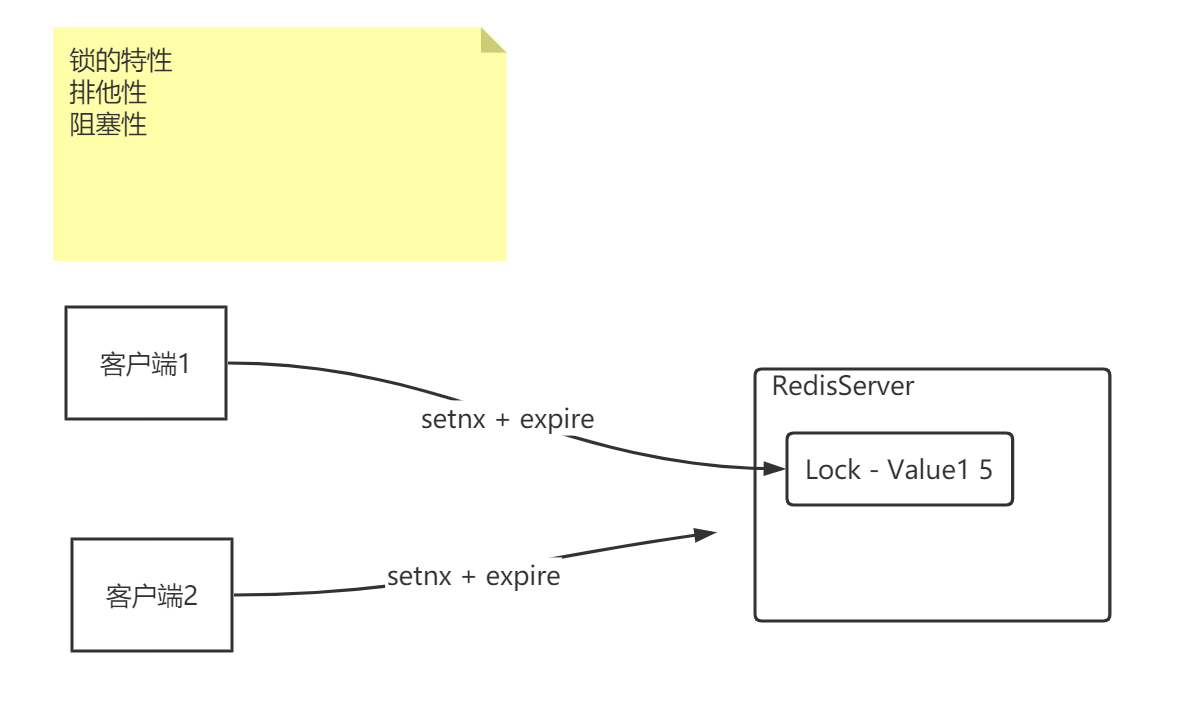 锁的特性
排他性
阻塞性
客户端1
setnx + expire
RedisServer
Lock - Value1 5
客户端2
setnx + expire